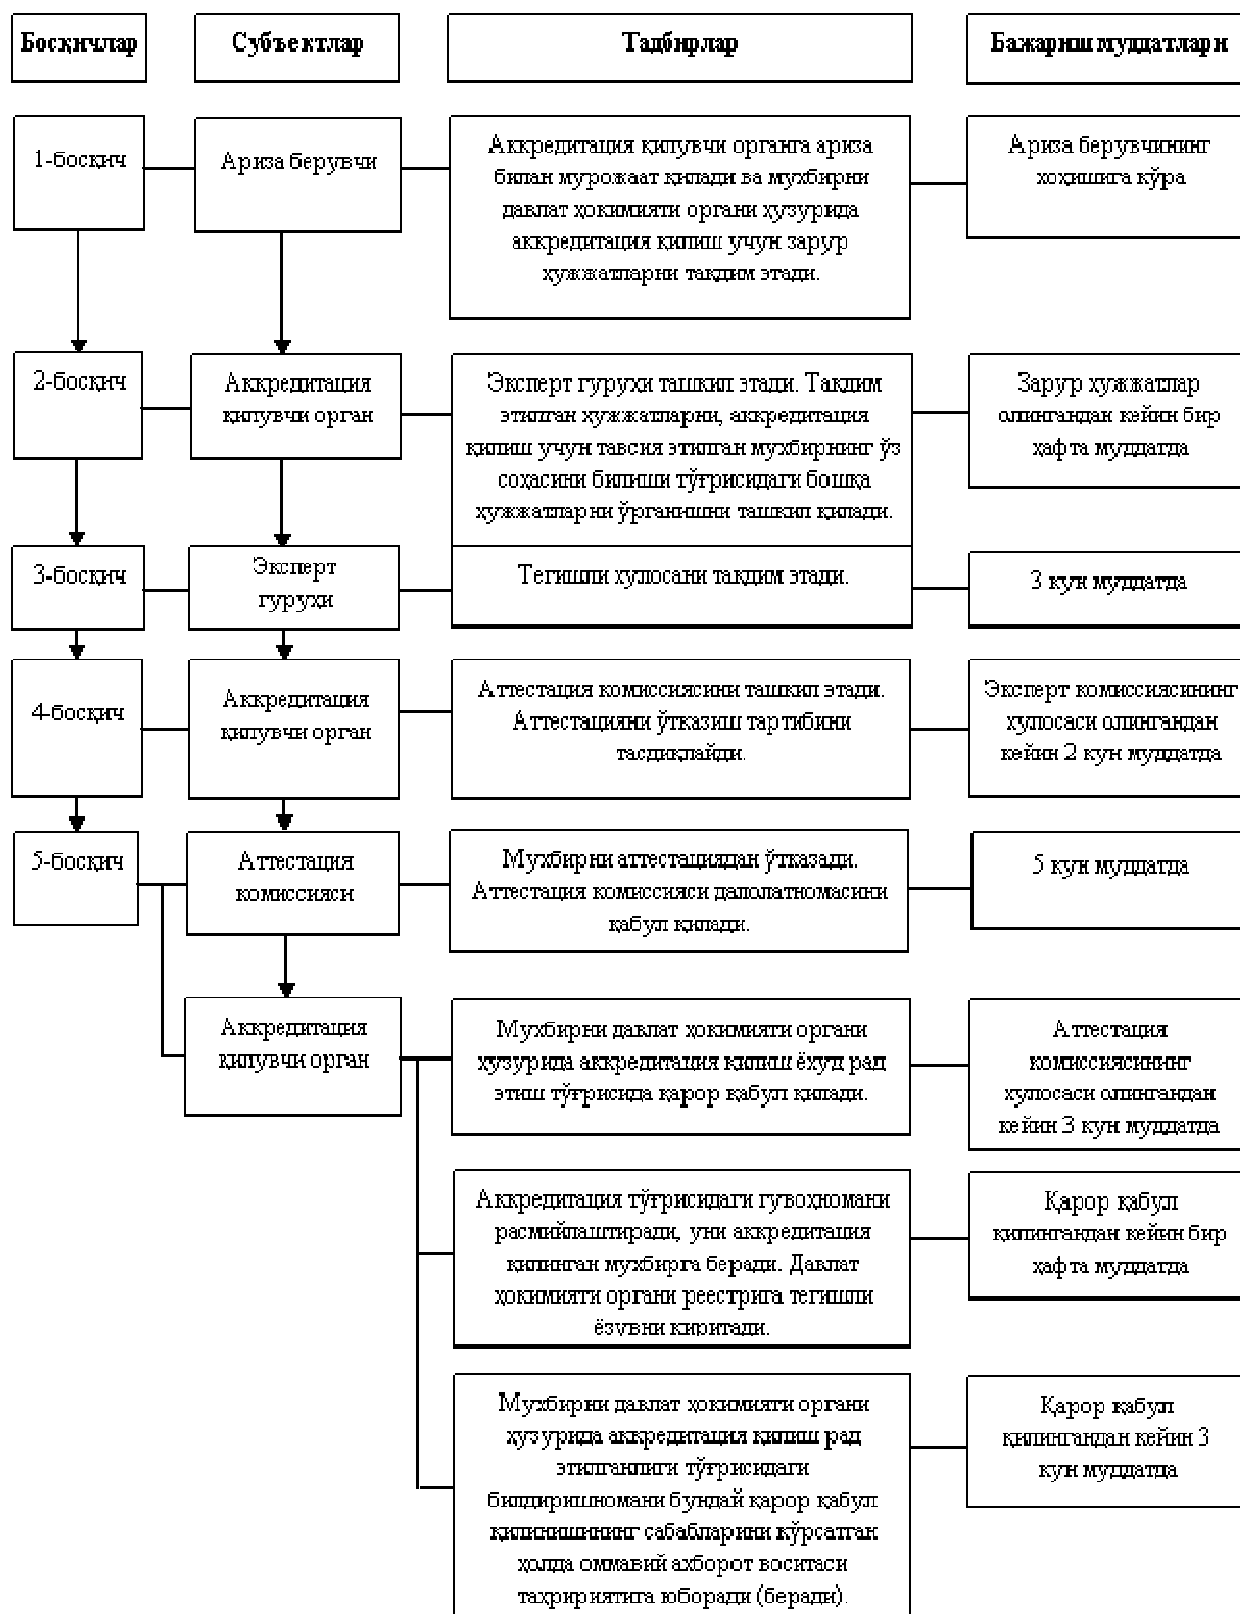 Босқичлар
Субъектлар
Тадбирлар
Бажариш муддатлари
1-босқич
Ариза берувчи
Аккредитация қилувчи органга ариза
билан мурожаат қилади ва мухбирни
давлат ҳокимияти органи ҳузурида
аккредитация қилиш учун зарур
ҳужжатларни тақдим этади.
Ариза берувчининг
хоҳишига кўра
2-босқич
Аккредитация
қилувчи орган
Эксперт гуруҳи ташкил этади. Тақдим
этилган ҳужжатларни, аккредитация
қилиш учун тавсия этилган мухбирнинг ўз
соҳасини билиши тўғрисидаги бошқа
ҳужжатларни ўрганишни ташкил қилади.
Зарур ҳужжатлар
олингандан кейин бир
ҳафта муддатда
3-босқич
Эксперт
гуруҳи
Тегишли хулосани тақдим этади.
3 кун муддатда
4-босқич
Аккредитация
қилувчи орган
Аттестация комиссиясини ташкил этади.
Аттестацияни ўтказиш тартибини
тасдиқлайди.
Эксперт комиссиясининг
хулосаси олингандан
кейин 2 кун муддатда
5-босқич
Аттестация
комиссияси
Мухбирни аттестациядан ўтказади.
Аттестация комиссияси далолатномасини
қабул қилади.
5 кун муддатда
Аккредитация
қилувчи орган
Мухбирни давлат ҳокимияти органи
ҳузурида аккредитация қилиш ёхуд рад
этиш тўғрисида қарор қабул қилади.
Аттестация
комиссиясининг
хулосаси олингандан
кейин 3 кун муддатда
Аккредитация тўғрисидаги гувоҳномани
расмийлаштиради, уни аккредитация
қилинган мухбирга беради. Давлат
ҳокимияти органи реестрига тегишли
ёзувни киритади.
Қарор қабул
қилингандан кейин бир
ҳафта муддатда
Мухбирни давлат ҳокимияти органи
ҳузурида аккредитация қилиш рад
этилганлиги тўғрисидаги
билдиришномани бундай қарор қабул
қилинишининг сабабларини кўрсатган
ҳолда оммавий ахборот воситаси
таҳририятига юборади (беради).
Қарор қабул
қилингандан кейин 3
кун муддатда